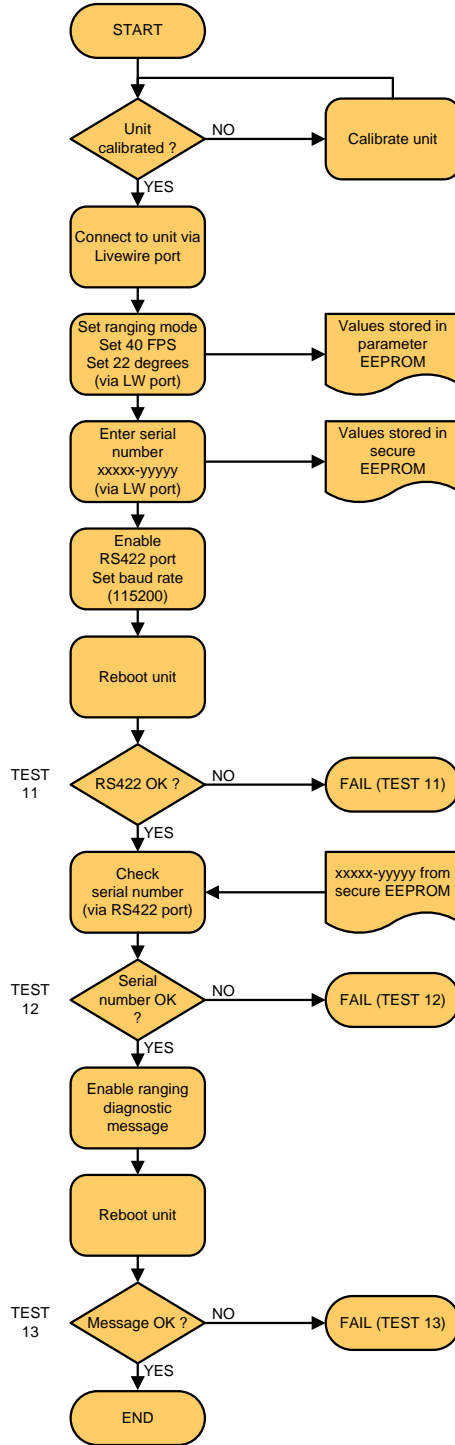 START
Unit
calibrated ?
NO
Calibrate unit
YES
Connect to unit via
Livewire port
Set ranging mode
Set 40 FPS
Set 22 degrees
(via LW port)
Values stored in
parameter
EEPROM
Enter serial
number
xxxxx-yyyyy
(via LW port)
Values stored in
secure
EEPROM
Enable
RS422 port
Set baud rate
(115200)
Reboot unit
TEST
11
RS422 OK ?
NO
FAIL (TEST 11)
YES
Check
serial number
(via RS422 port)
xxxxx-yyyyy from
secure EEPROM
TEST
12
Serial
number OK
?
NO
FAIL (TEST 12)
YES
Enable ranging
diagnostic
message
Reboot unit
TEST
13
Message OK ?
NO
FAIL (TEST 13)
YES
END